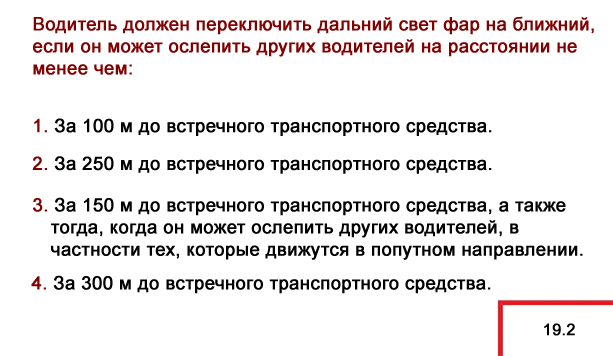 Водитель должен переключить дальний свет фар на ближний,
если он может ослепить других водителей на расстоянии не
менее чем:
1. За 100 м до встречного транспортного средства.
2. За 250 м до встречного транспортного средства.
3. За 150 м до встречного транспортного средства, а также
тогда, когда он может ослепить других водителей, в
частности тех, которые движутся в попутном направлении.
4. За 300 м до встречного транспортного средства.
19.2